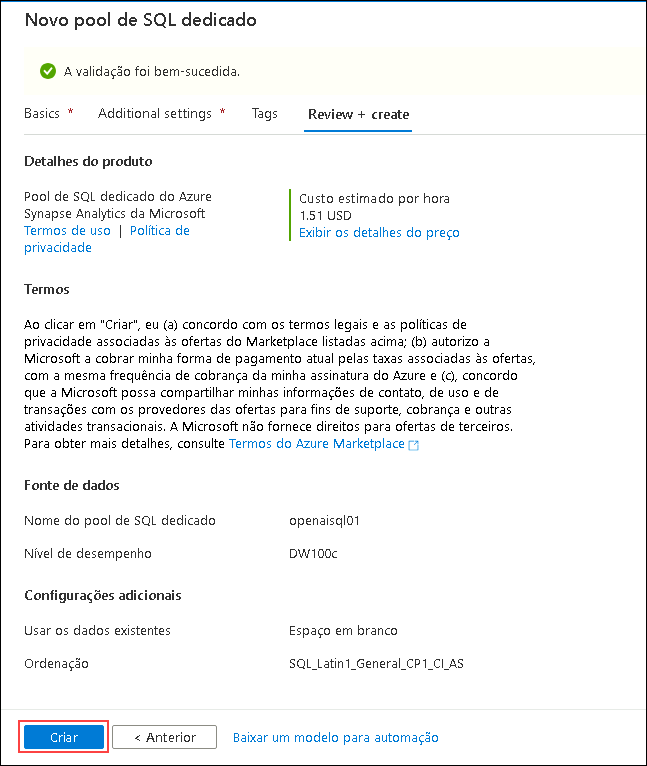 Novo pool de SQL dedicado
A validação foi bem-sucedida.
Basics * Additional settings * Tags Review + create
Detalhes do produto
Pool de SQL dedicado do Azure
Synapse Analytics da Microsoft
Termos de uso | Política de
privacidade
Custo estimado por hora
1.51 USD
Exibir os detalhes do preço
Termos
Ao clicar em "Criar", eu (a) concordo com os termos legais e as políticas de
privacidade associadas às ofertas do Marketplace listadas acima; (b) autorizo a
Microsoft a cobrar minha forma de pagamento atual pelas taxas associadas às ofertas,
com a mesma frequência de cobrança da minha assinatura do Azure e (c), concordo
que a Microsoft possa compartilhar minhas informações de contato, de uso e de
transações com os provedores das ofertas para fins de suporte, cobrança e outras
atividades transacionais. A Microsoft não fornece direitos para ofertas de terceiros.
Para obter mais detalhes, consulte Termos do Azure Marketplace
Fonte de dados
Nome do pool de SQL dedicado openaisql01
Nível de desempenho DW100c
Configurações adicionais
Usar os dados existentes Espaço em branco
Ordenação SQL_Latin1_General_CP1_CI_AS
Criar < Anterior Baixar um modelo para automação